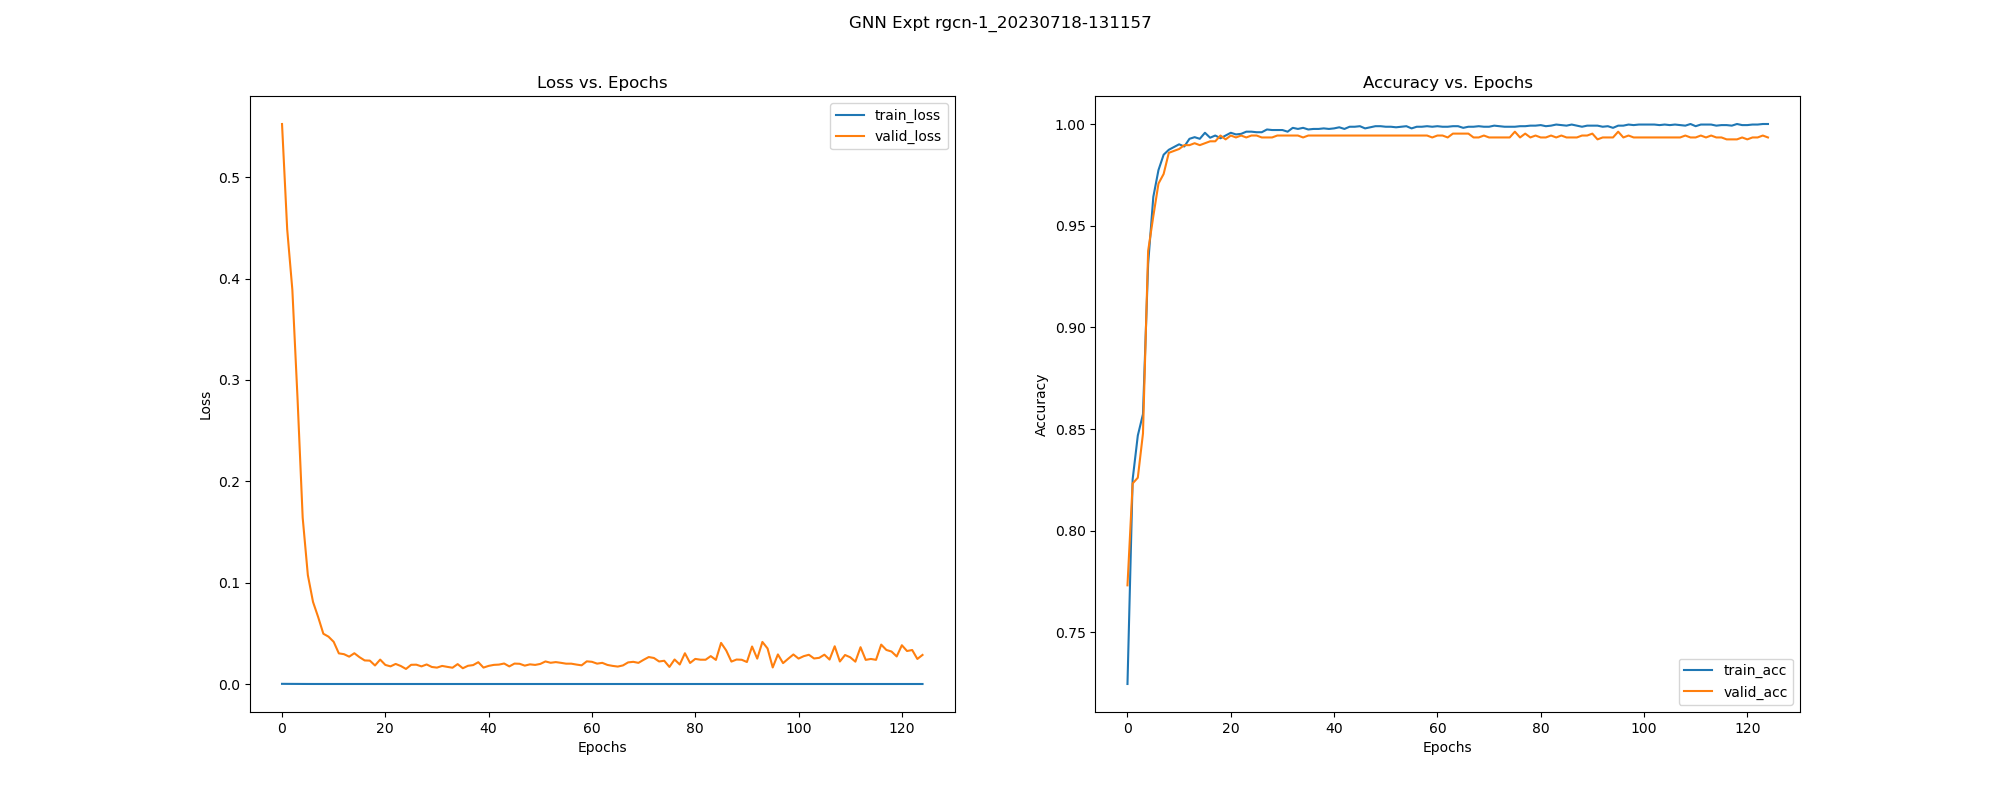 GNN Expt rgcn-1_20230718-131157
Loss vs. Epochs
train_loss
valid_loss
0.5
0.4
0.3
0.2
0.1
0.0
Loss
0 20 40 60 80 100 120
Epochs
Accuracy vs. Epochs
1.00
0.95
0.90
0.85
0.80
0.75
Accuracy
train_acc
valid_acc
0 20 40 60 80 100 120
Epochs